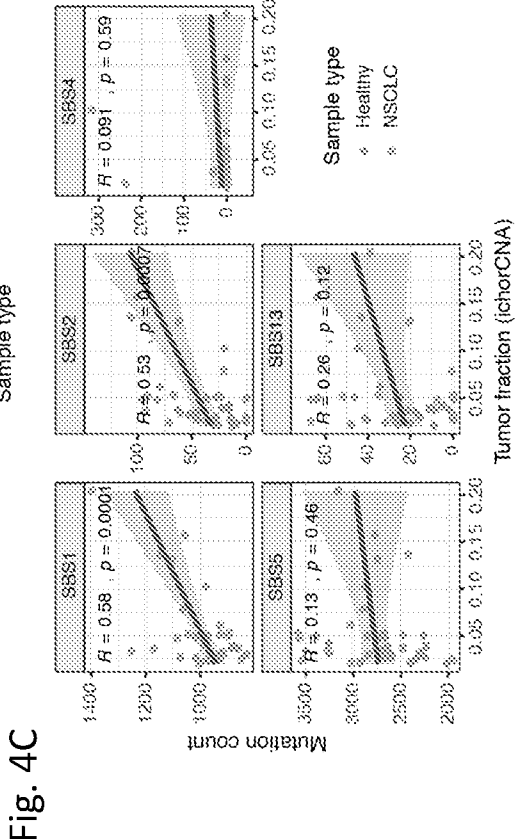 Fig. 4C
Sample type
SBS1
R = 0.58 , p = 0.0001
1400
1200
1000
SBS2
R = 0.53 , p = 0.0007
100
50
0
SBS4
R = 0.091 , p = 0.59
300
200
100
0
0.05 0.10 0.15 0.20
SBS5
R = 0.13 , p = 0.46
3500
3000
2500
2000
0.05 0.10 0.15 0.20
SBS13
R = 0.26 , p = 0.12
60
40
20
0
0.05 0.10 0.15 0.20
Sample type
Healthy
NSCLC
Mutation count
Tumor fraction (ichorCNA)